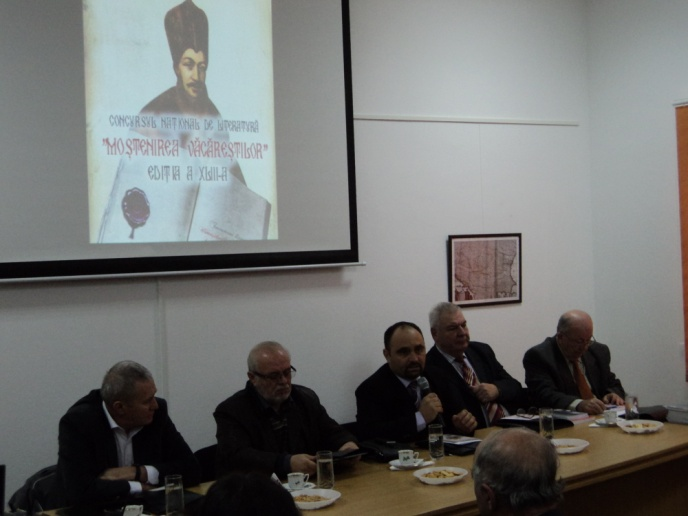 CONCURSUL NAȚIONAL DE LITERATURĂ
"MOȘTENIREA VĂCĂREȘTILOR"
EDIȚIA A XLIII-A